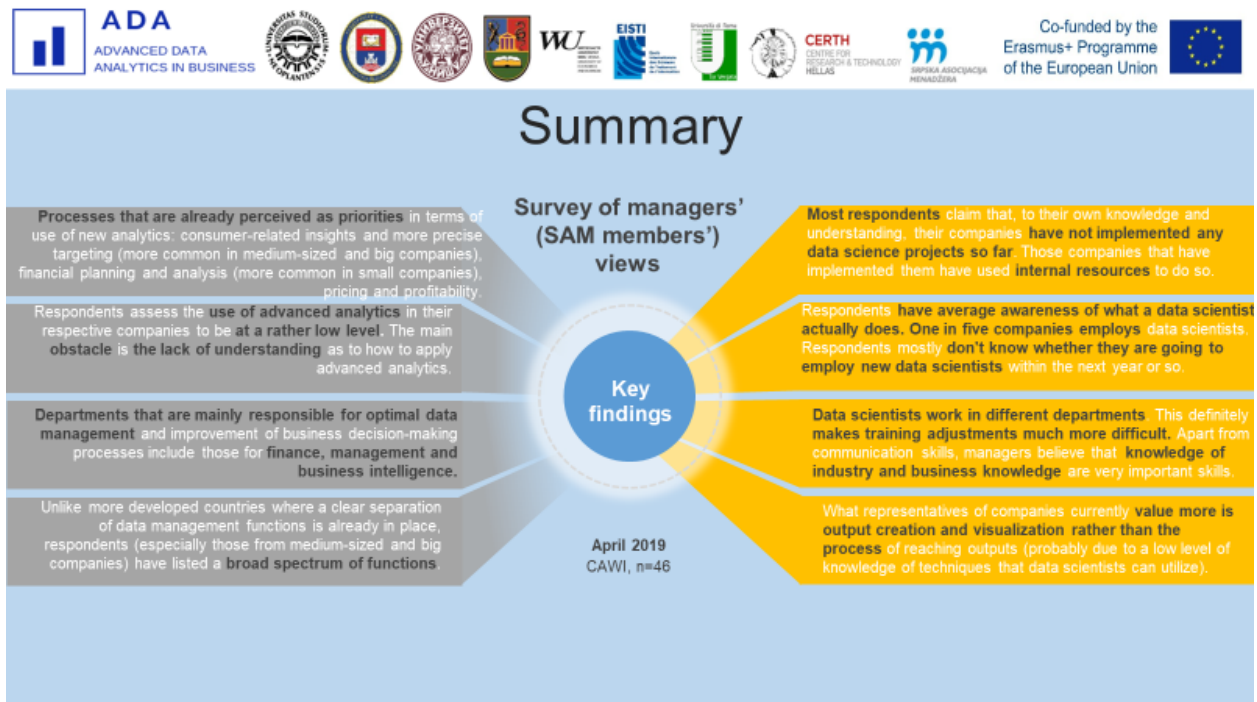 ADA
ADVANCED DATA
ANALYTICS IN BUSINESS
WU
EISTI
CERTH
CENTRE FOR
RESEARCH & TECHNOLOGY
HELLAS
SRPSKA ASOCIJACIJA
MENADŽERA
Co-funded by the
Erasmus+ Programme
of the European Union
Summary
Survey of managers'
(SAM members')
views
Processes that are already perceived as priorities in terms of
use of new analytics: consumer-related insights and more precise
targeting (more common in medium-sized and big companies),
financial planning and analysis (more common in small companies),
pricing and profitability.
Respondents assess the use of advanced analytics in their
respective companies to be at a rather low level. The main
obstacle is the lack of understanding as to how to apply
advanced analytics.
Departments that are mainly responsible for optimal data
management and improvement of business decision-making
processes include those for finance, management and
business intelligence.
Unlike more developed countries where a clear separation
of data management functions is already in place,
respondents (especially those from medium-sized and big
companies) have listed a broad spectrum of functions.
Key
findings
April 2019
CAWI, n=46
Most respondents claim that, to their own knowledge and
understanding, their companies have not implemented any
data science projects so far. Those companies that have
implemented them have used internal resources to do so.
Respondents have average awareness of what a data scientist
actually does. One in five companies employs data scientists.
Respondents mostly don't know whether they are going to
employ new data scientists within the next year or so.
Data scientists work in different departments. This definitely
makes training adjustments much more difficult. Apart from
communication skills, managers believe that knowledge of
industry and business knowledge are very important skills.
What representatives of companies currently value more is
output creation and visualization rather than the
process of reaching outputs (probably due to a low level of
knowledge of techniques that data scientists can utilize).